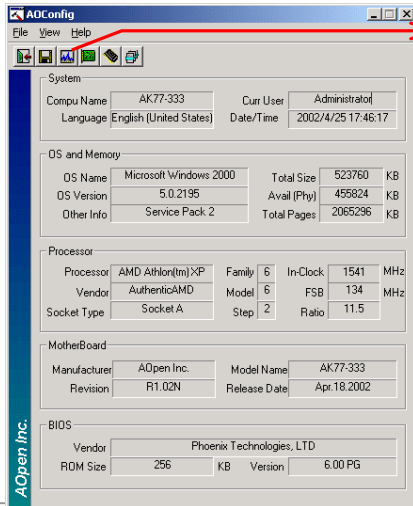 AOConfig
File View Help
System
Compu Name AK77-333 Curr User Administrator
Language English (United States) Date/Time 2002/4/25 17:46:17
OS and Memory
OS Name Microsoft Windows 2000 Total Size 523760 KB
OS Version 5.0.2195 Avail (Phy) 455824 KB
Other Info Service Pack 2 Total Pages 2065296 KB
Processor
Processor AMD Athlon(tm) XP Family 6 In-Clock 1541 MHz
Vendor AuthenticAMD Model 6 FSB 134 MHz
Socket Type Socket A Step 2 Ratio 11.5
MotherBoard
Manufacturer AOpen Inc. Model Name AK77-333
Revision R1.02N Release Date Apr.18.2002
BIOS
Vendor Phoenix Technologies, LTD
ROM Size 256 KB Version 6.00 PG
AOpen Inc.